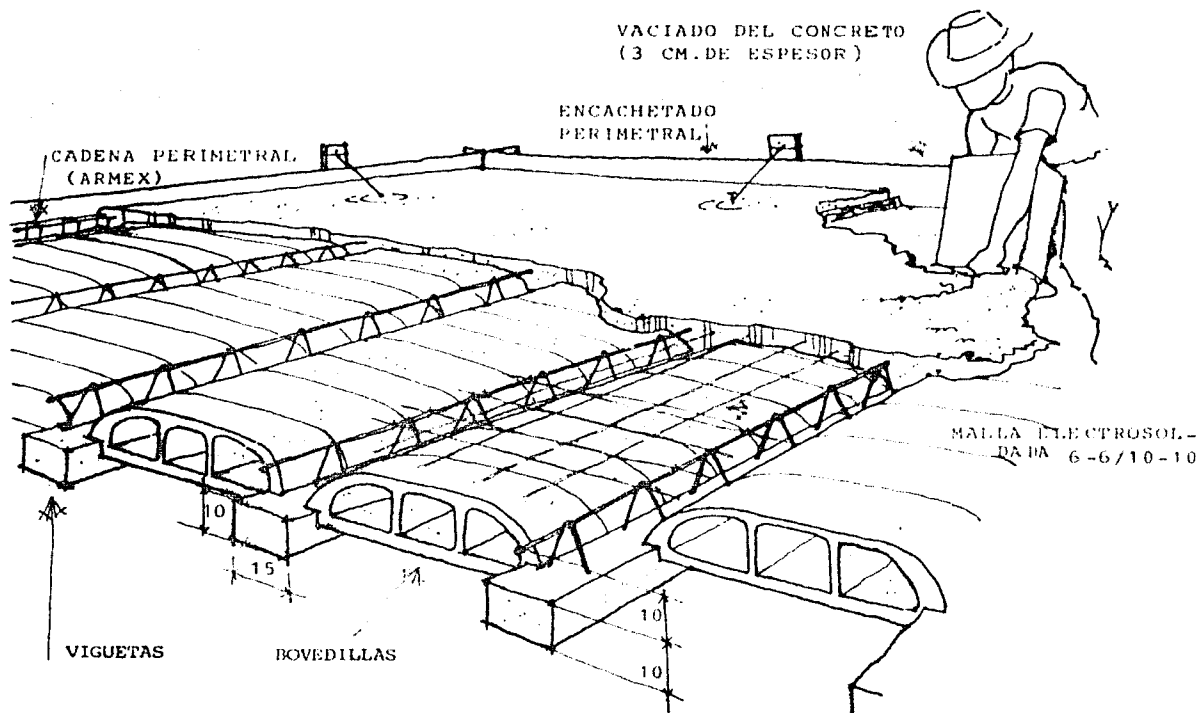 VACIADO DEL CONCRETO
(3 CM.DE ESPESOR)
ENCACHETADO
PERIMETRAL
CADENA PERIMETRAL
(ARMEX)
MALLA ELECTROSOL-
DADA 6-6/10-10
10
15
10
10
VIGUETAS
BOVEDILLAS